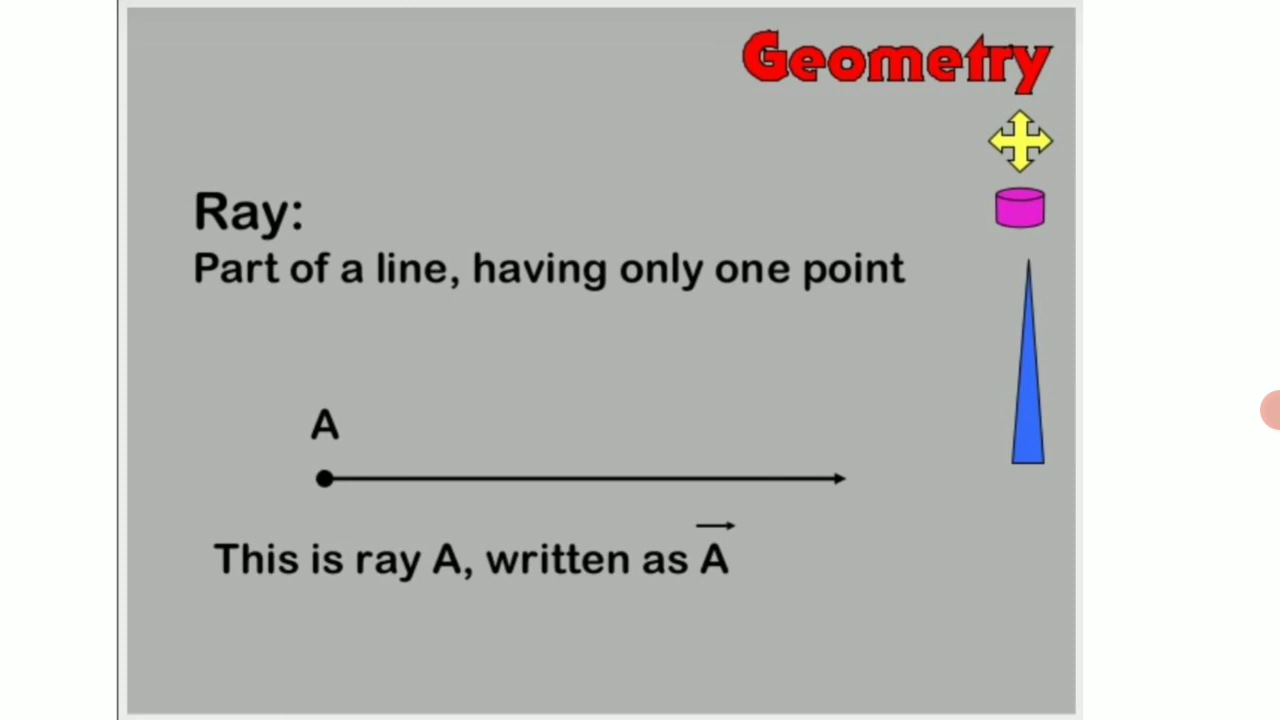 Geometry
Ray:
Part of a line, having only one point
A
This is ray A, written as A